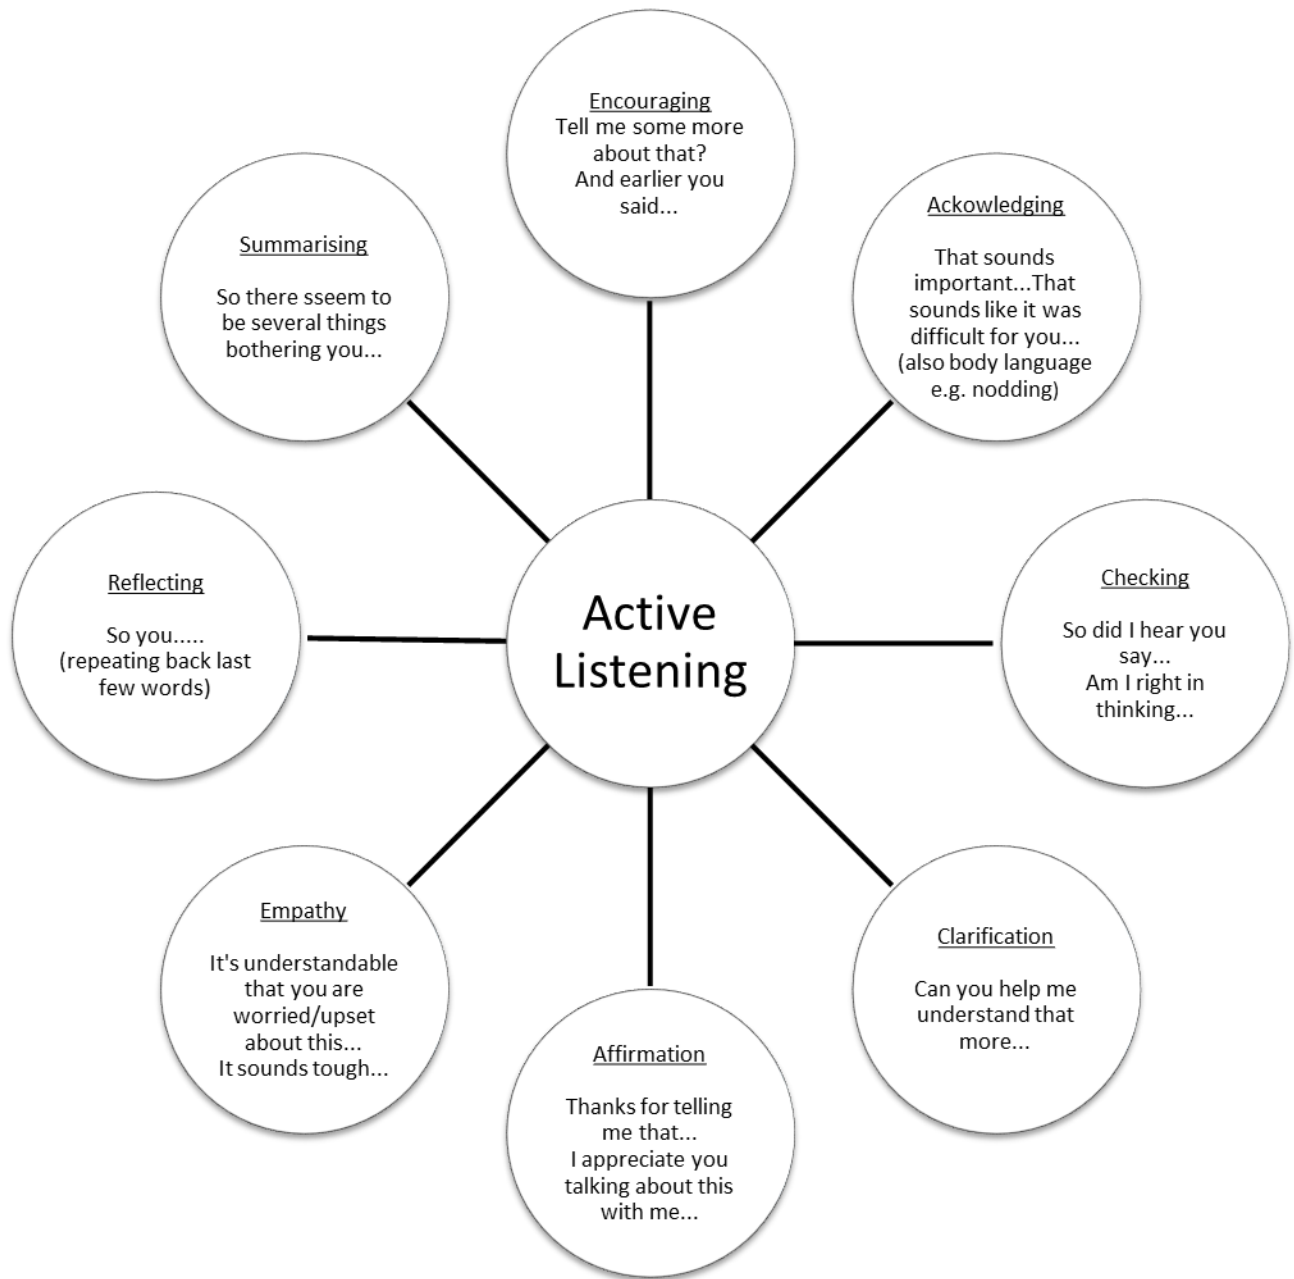 Encouraging
Tell me some more
about that?
And earlier you
said...
Ackowledging
That sounds
important...That
sounds like it was
difficult for you...
(also body language
e.g. nodding)
Checking
So did I hear you
say...
Am I right in
thinking...
Clarification
Can you help me
understand that
more...
Affirmation
Thanks for telling
me that...
I appreciate you
talking about this
with me...
Empathy
It's understandable
that you are
worried/upset
about this...
It sounds tough...
Reflecting
So you.....
(repeating back last
few words)
Summarising
So there sseem to
be several things
bothering you...
Active
Listening